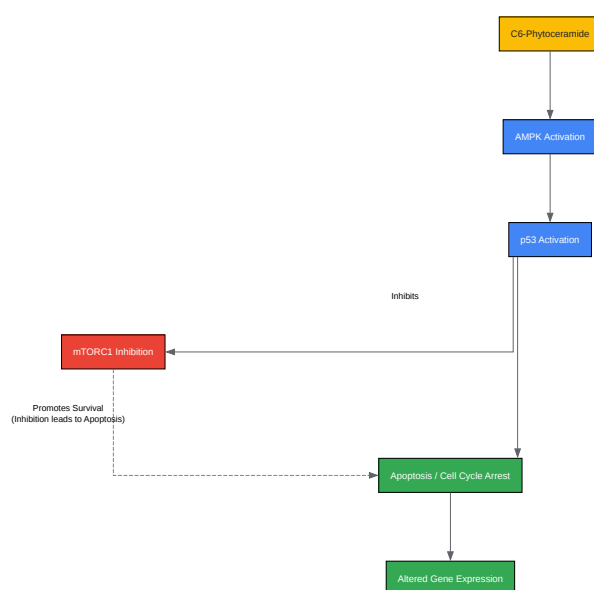 C6-Phytoceramide
AMPK Activation
p53 Activation
Inhibits
mTORC1 Inhibition
Promotes Survival
(Inhibition leads to Apoptosis)
Apoptosis / Cell Cycle Arrest
Altered Gene Expression